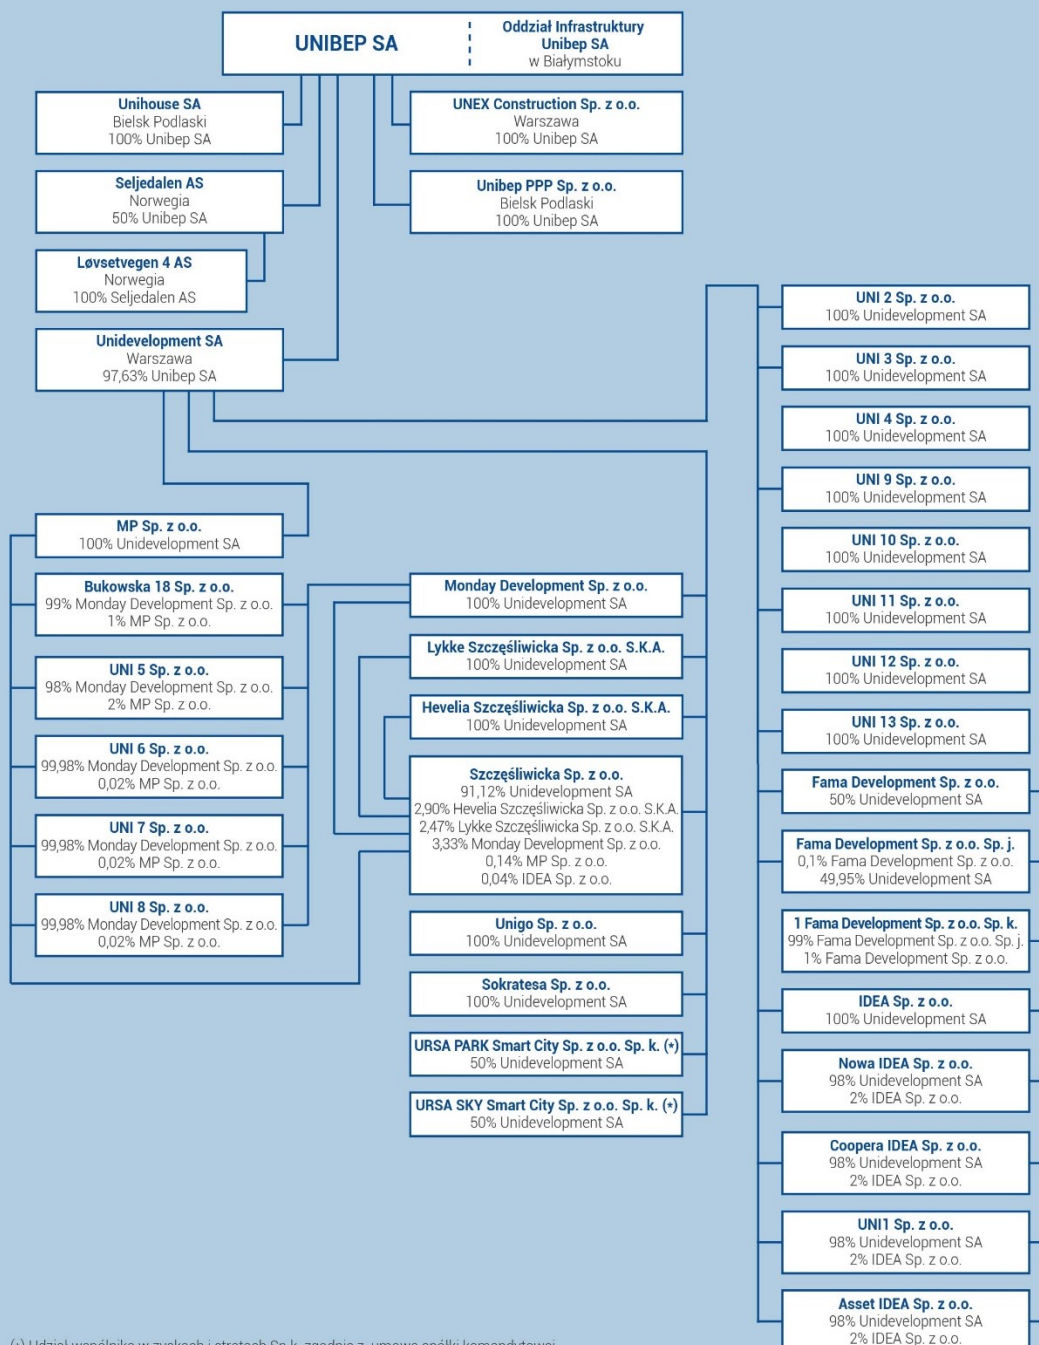 UNIBEP SA
Oddział Infrastruktury
Unibep SA
w Białymstoku
Unihouse SA
Bielsk Podlaski
100% Unibep SA
UNEX Construction Sp. z o.o.
Warszawa
100% Unibep SA
Seljedalen AS
Norwegia
50% Unibep SA
Unibep PPP Sp. z o.o.
Bielsk Podlaski
100% Unibep SA
Løvsetvegen 4 AS
Norwegia
100% Seljedalen AS
Unidevelopment SA
Warszawa
97,63% Unibep SA
MP Sp. z o.o.
100% Unidevelopment SA
Bukowska 18 Sp. z o.o.
99% Monday Development Sp. z o.o.
1% MP Sp. z o.o.
UNI 5 Sp. z o.o.
98% Monday Development Sp. z o.o.
2% MP Sp. z o.o.
UNI 6 Sp. z o.o.
99,98% Monday Development Sp. z o.o.
0,02% MP Sp. z o.o.
UNI 7 Sp. z o.o.
99,98% Monday Development Sp. z o.o.
0,02% MP Sp. z o.o.
UNI 8 Sp. z o.o.
99,98% Monday Development Sp. z o.o.
0,02% MP Sp. z o.o.
Monday Development Sp. z o.o.
100% Unidevelopment SA
Lykke Szczęśliwicka Sp. z o.o. S.K.A.
100% Unidevelopment SA
Hevelia Szczęśliwicka Sp. z o.o. S.K.A.
100% Unidevelopment SA
Szczęśliwicka Sp. z o.o.
91,12% Unidevelopment SA
2,90% Hevelia Szczęśliwicka Sp. z o.o. S.K.A.
2,47% Lykke Szczęśliwicka Sp. z o.o. S.K.A.
3,33% Monday Development Sp. z o.o.
0,14% MP Sp. z o.o.
0,04% IDEA Sp. z o.o.
Unigo Sp. z o.o.
100% Unidevelopment SA
Sokratesa Sp. z o.o.
100% Unidevelopment SA
URSA PARK Smart City Sp. z o.o. Sp. k. (*)
50% Unidevelopment SA
URSA SKY Smart City Sp. z o.o. Sp. k. (*)
50% Unidevelopment SA
UNI 2 Sp. z o.o.
100% Unidevelopment SA
UNI 3 Sp. z o.o.
100% Unidevelopment SA
UNI 4 Sp. z o.o.
100% Unidevelopment SA
UNI 9 Sp. z o.o.
100% Unidevelopment SA
UNI 10 Sp. z o.o.
100% Unidevelopment SA
UNI 11 Sp. z o.o.
100% Unidevelopment SA
UNI 12 Sp. z o.o.
100% Unidevelopment SA
UNI 13 Sp. z o.o.
100% Unidevelopment SA
Fama Development Sp. z o.o.
50% Unidevelopment SA
Fama Development Sp. z o.o. Sp. j.
0,1% Fama Development Sp. z o.o.
49,95% Unidevelopment SA
1 Fama Development Sp. z o.o. Sp. k.
99% Fama Development Sp. z o.o. Sp. j.
1% Fama Development Sp. z o.o.
IDEA Sp. z o.o.
100% Unidevelopment SA
Nowa IDEA Sp. z o.o.
98% Unidevelopment SA
2% IDEA Sp. z o.o.
Coopera IDEA Sp. z o.o.
98% Unidevelopment SA
2% IDEA Sp. z o.o.
UNI1 Sp. z o.o.
98% Unidevelopment SA
2% IDEA Sp. z o.o.
Asset IDEA Sp. z o.o.
98% Unidevelopment SA
2% IDEA Sp. z o.o.